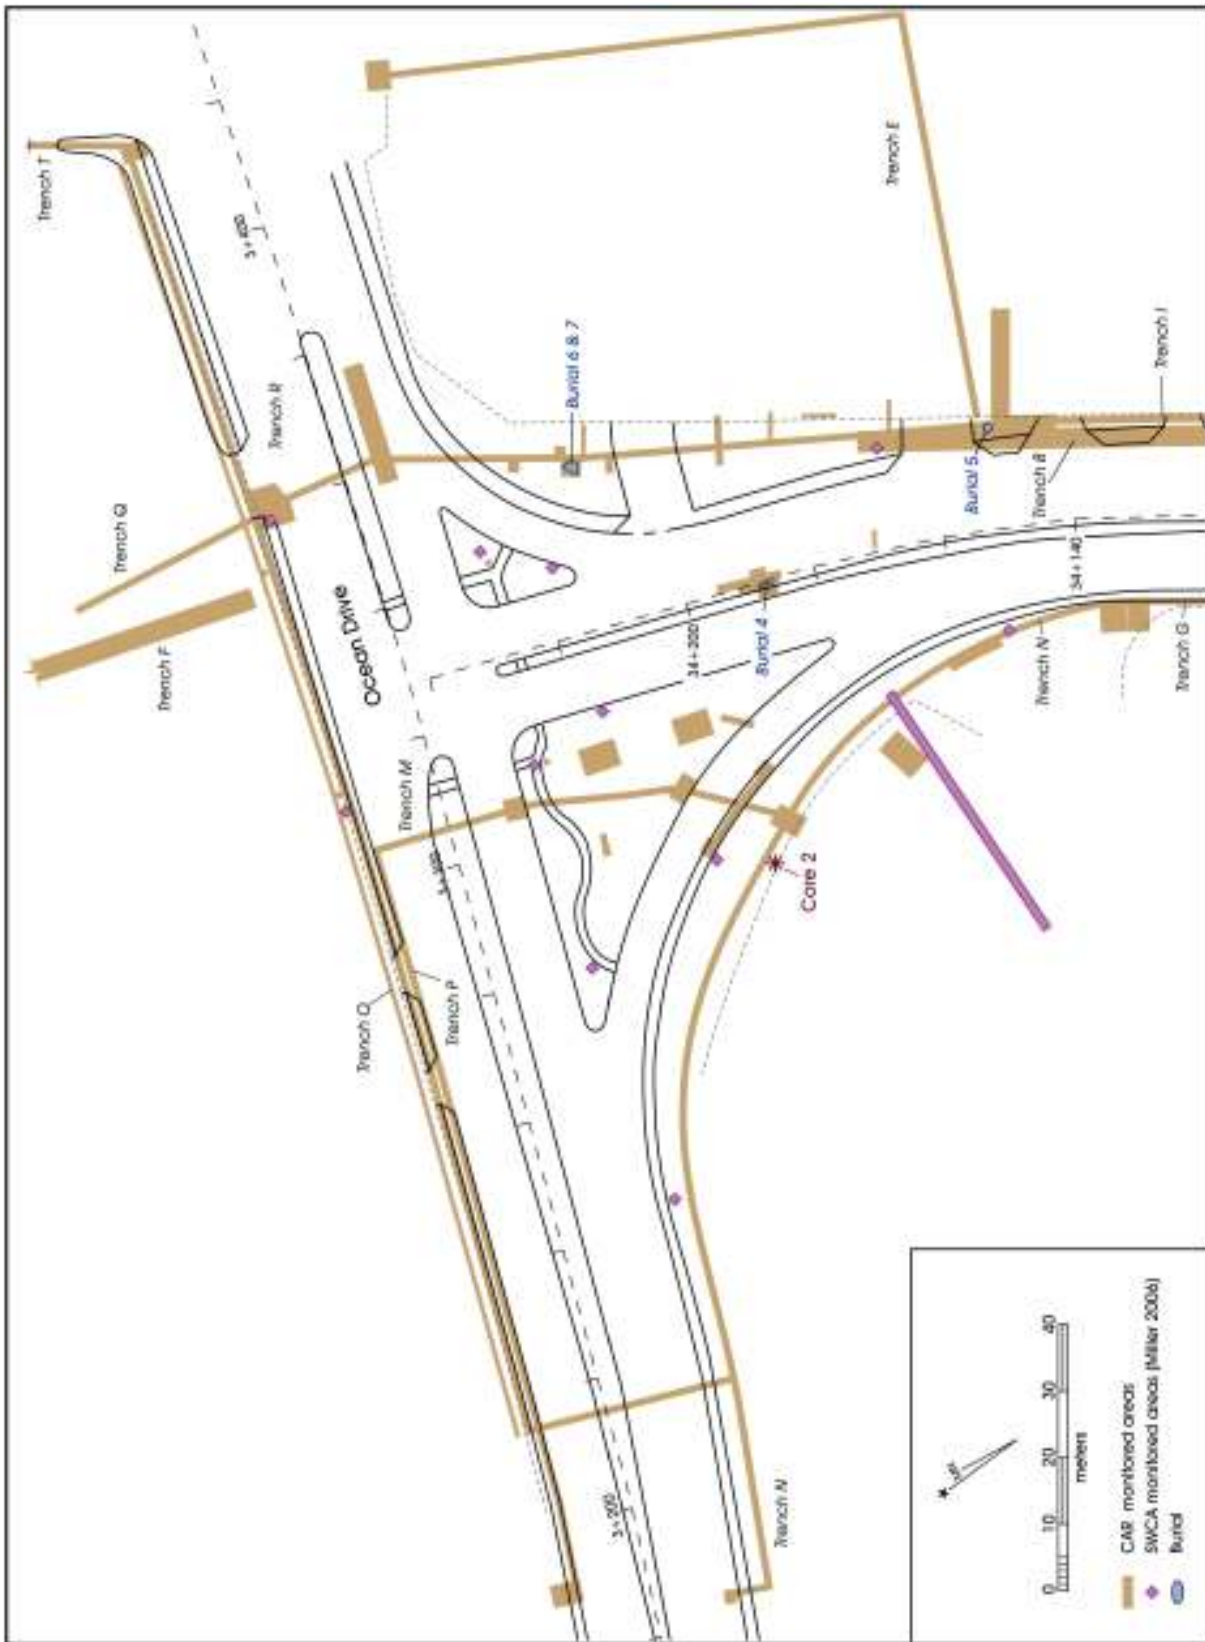 Trench T
3+400
Trench E
Trench R
Burial 6 & 7
Trench I
Trench Q
Burial 5
Trench B
Ocean Drive
34+140
Trench F
34+200
Burial 4
Trench N
Trench G
Trench M
3+300
Core 2
Trench O
Trench P
3+200
Trench N
0 10 20 30 40
meters
CAR monitored areas
SWCA monitored areas (Miller 2006)
Burial